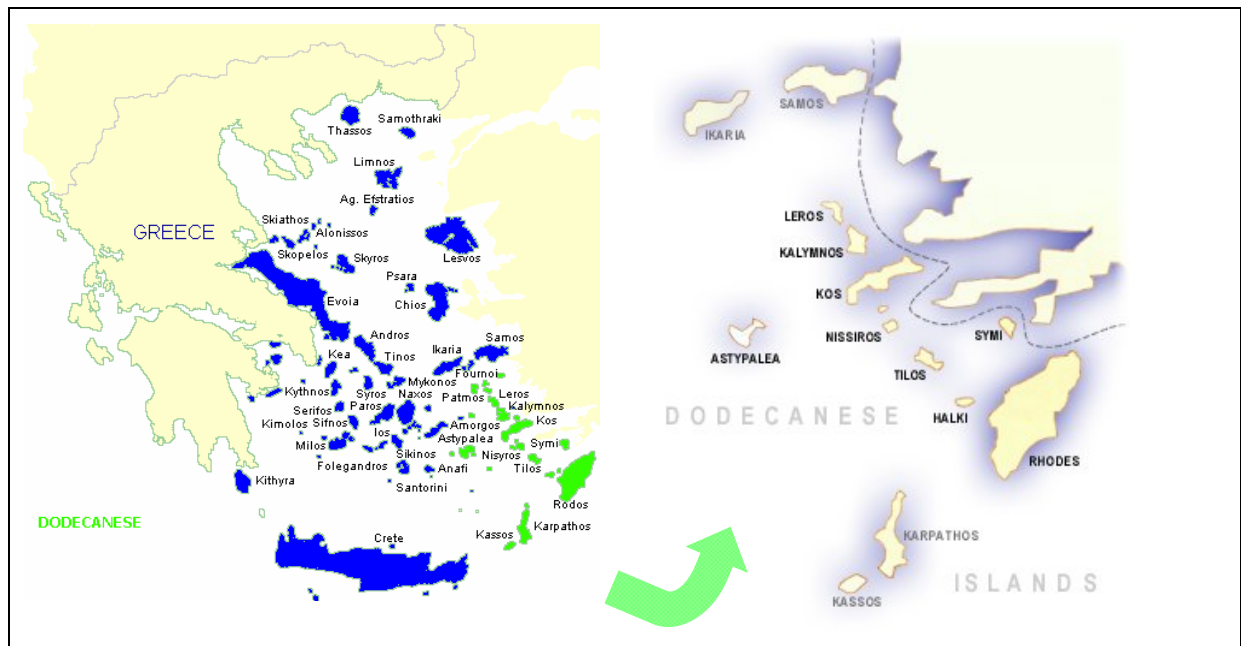 Thassos
Samothraki
Limnos
Ag. Efstratios
GREECE
Skiathos
Alonissos
Skopelos
Skyros
Lesvos
Psara
Chios
Evoia
Andros
Kea
Tinos
Ikaria
Samos
Fournoi
Mykonos
Kythnos
Syros
Naxos
Patmos
Leros
Kalymnos
Serifos
Paros
Kos
Kimolos
Sifnos
Ios
Amorgos
Astypalea
Symi
Milos
Sikinos
Nisyros
Folegandros
Anafi
Tilos
Kithyra
Santorini
Rodos
DODECANESE
Kassos
Karpathos
Crete
SAMOS
IKARIA
LEROS
KALYMNOS
KOS
NISSIROS
SYMI
ASTYPALEA
TILOS
DODECANESE
HALKI
RHODES
KARPATHOS
ISLANDS
KASSOS